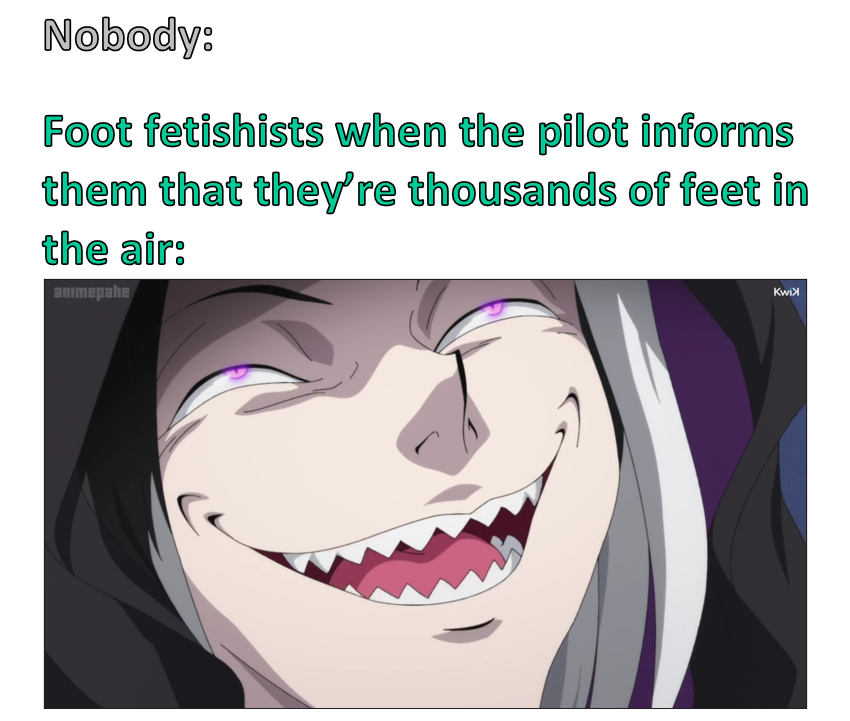 Nobody:
Foot fetishists when the pilot informs
them that they’re thousands of feet in
the air:
animepahe
Kwik